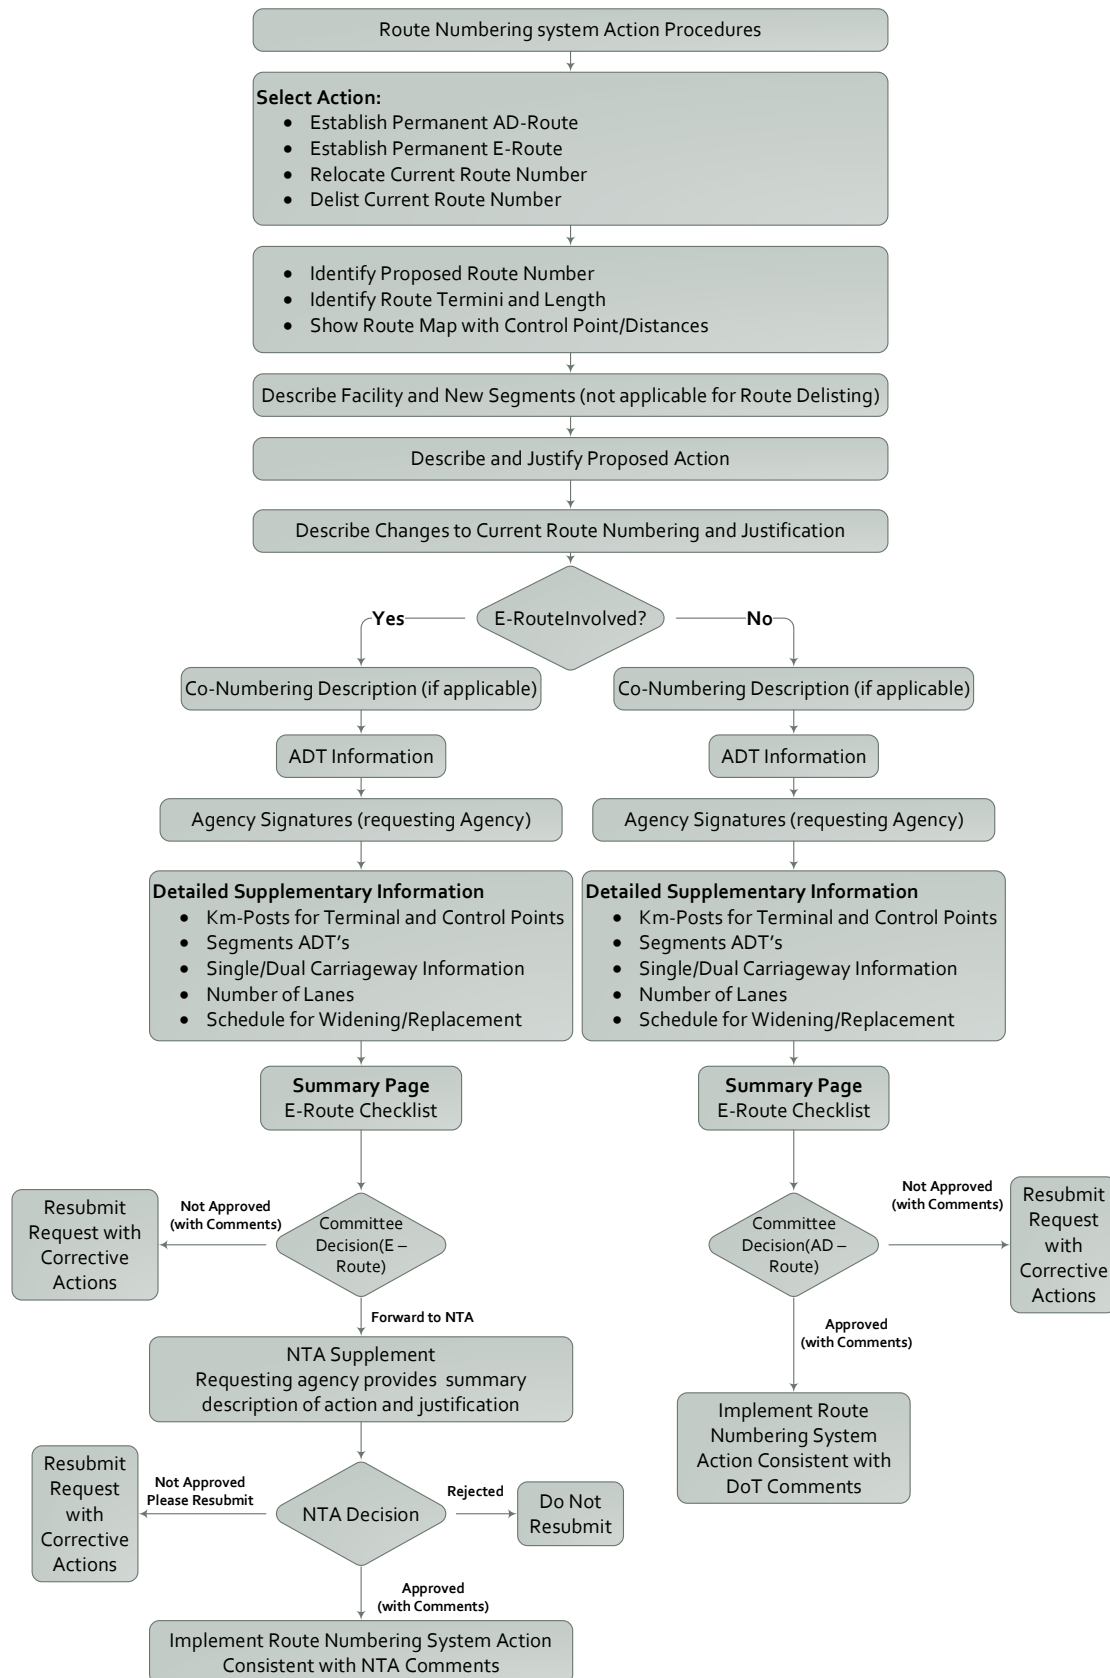 Route Numbering system Action Procedures
Select Action:
• Establish Permanent AD-Route
• Establish Permanent E-Route
• Relocate Current Route Number
• Delist Current Route Number
• Identify Proposed Route Number
• Identify Route Termini and Length
• Show Route Map with Control Point/Distances
Describe Facility and New Segments (not applicable for Route Delisting)
Describe and Justify Proposed Action
Describe Changes to Current Route Numbering and Justification
E-RouteInvolved?
Yes
No
Co-Numbering Description (if applicable)
ADT Information
Agency Signatures (requesting Agency)
Detailed Supplementary Information
• Km-Posts for Terminal and Control Points
• Segments ADT's
• Single/Dual Carriageway Information
• Number of Lanes
• Schedule for Widening/Replacement
Summary Page
E-Route Checklist
Committee
Decision(E –
Route)
Not Approved
(with Comments)
Resubmit
Request with
Corrective
Actions
Forward to NTA
NTA Supplement
Requesting agency provides summary
description of action and justification
NTA Decision
Not Approved
Please Resubmit
Resubmit
Request
with
Corrective
Actions
Rejected
Do Not
Resubmit
Approved
(with Comments)
Implement Route Numbering System Action
Consistent with NTA Comments
Co-Numbering Description (if applicable)
ADT Information
Agency Signatures (requesting Agency)
Detailed Supplementary Information
• Km-Posts for Terminal and Control Points
• Segments ADT's
• Single/Dual Carriageway Information
• Number of Lanes
• Schedule for Widening/Replacement
Summary Page
E-Route Checklist
Committee
Decision(AD –
Route)
Not Approved
(with Comments)
Resubmit
Request
with
Corrective
Actions
Approved
(with Comments)
Implement Route
Numbering System
Action Consistent with
DoT Comments